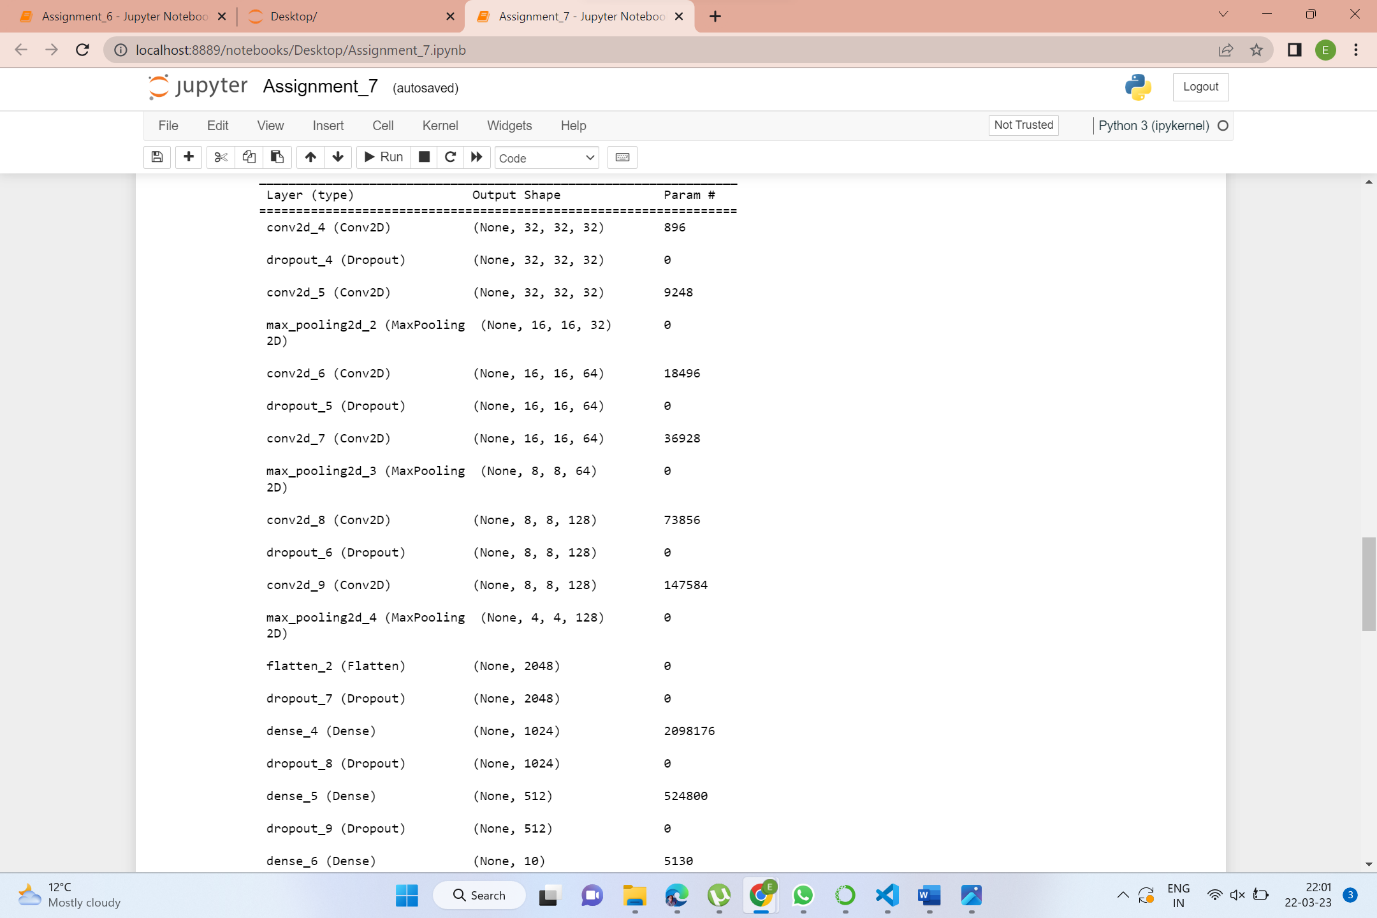 Assignment_6 - Jupyter Noteboo
Desktop/
Assignment_7 - Jupyter Noteboo
localhost:8889/notebooks/Desktop/Assignment_7.ipynb
E
jupyter Assignment_7 (autosaved)
Logout
File Edit View Insert Cell Kernel Widgets Help
Not Trusted
Python 3 (ipykernel)
Run
Code
Layer (type) Output Shape Param #
=================================================================
conv2d_4 (Conv2D) (None, 32, 32, 32) 896
dropout_4 (Dropout) (None, 32, 32, 32) 0
conv2d_5 (Conv2D) (None, 32, 32, 32) 9248
max_pooling2d_2 (MaxPooling (None, 16, 16, 32) 0
2D)
conv2d_6 (Conv2D) (None, 16, 16, 64) 18496
dropout_5 (Dropout) (None, 16, 16, 64) 0
conv2d_7 (Conv2D) (None, 16, 16, 64) 36928
max_pooling2d_3 (MaxPooling (None, 8, 8, 64) 0
2D)
conv2d_8 (Conv2D) (None, 8, 8, 128) 73856
dropout_6 (Dropout) (None, 8, 8, 128) 0
conv2d_9 (Conv2D) (None, 8, 8, 128) 147584
max_pooling2d_4 (MaxPooling (None, 4, 4, 128) 0
2D)
flatten_2 (Flatten) (None, 2048) 0
dropout_7 (Dropout) (None, 2048) 0
dense_4 (Dense) (None, 1024) 2098176
dropout_8 (Dropout) (None, 1024) 0
dense_5 (Dense) (None, 512) 524800
dropout_9 (Dropout) (None, 512) 0
dense_6 (Dense) (None, 10) 5130
12°C
Mostly cloudy
Search
E
W
ENG
IN
22:01
22-03-23
3